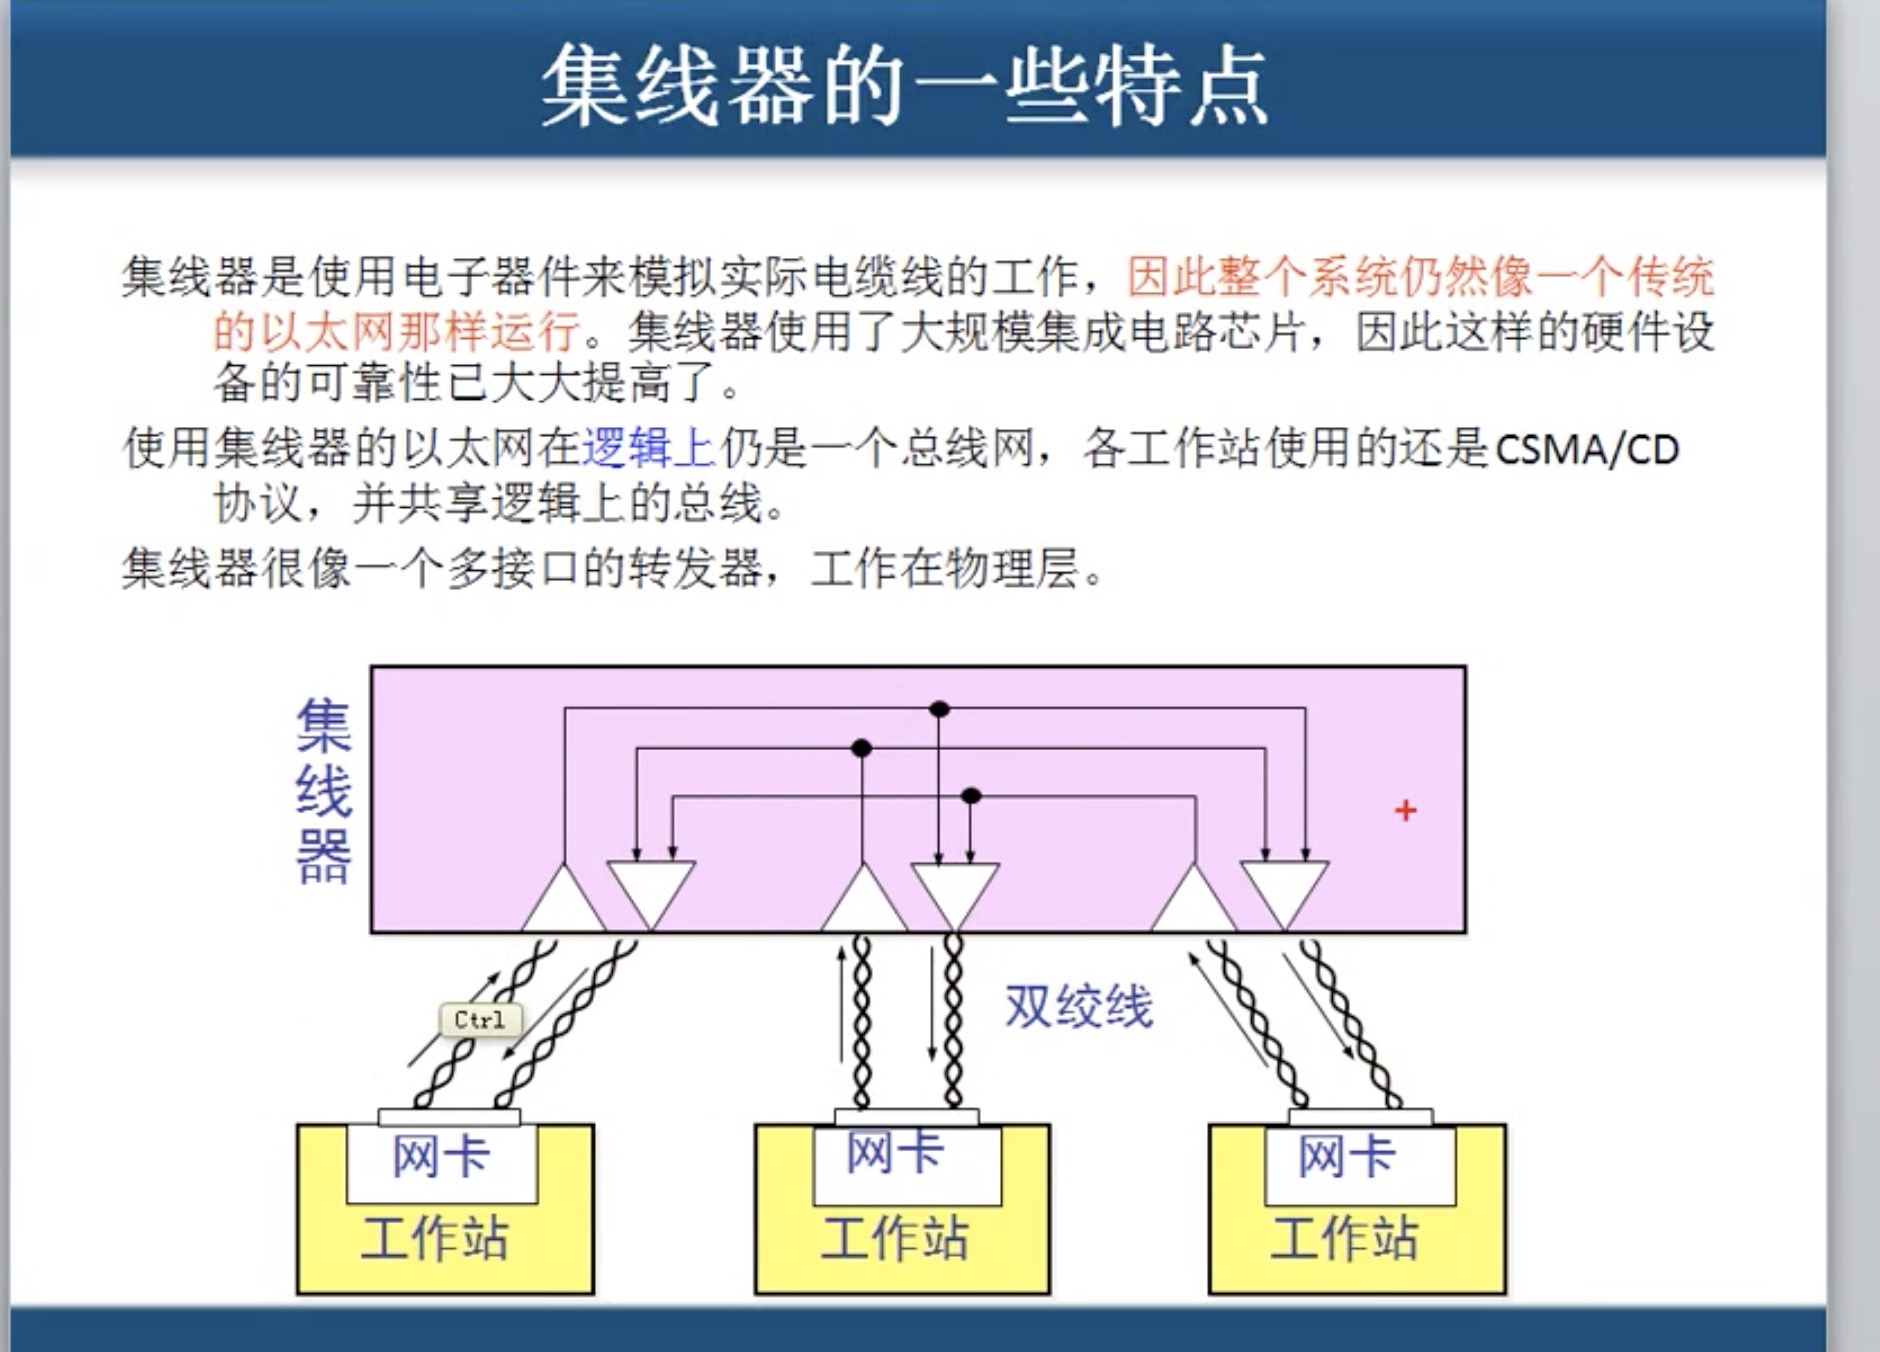 集线器的一些特点
集线器是使用电子器件来模拟实际电缆线的工作，因此整个系统仍然像一个传统
的以太网那样运行。集线器使用了大规模集成电路芯片，因此这样的硬件设
备的可靠性已大大提高了。
使用集线器的以太网在逻辑上仍是一个总线网，各工作站使用的还是CSMA/CD
协议，并共享逻辑上的总线。
集线器很像一个多接口的转发器，工作在物理层。
集
线
器
Ctrl
双绞线
网卡
网卡
网卡
工作站
工作站
工作站